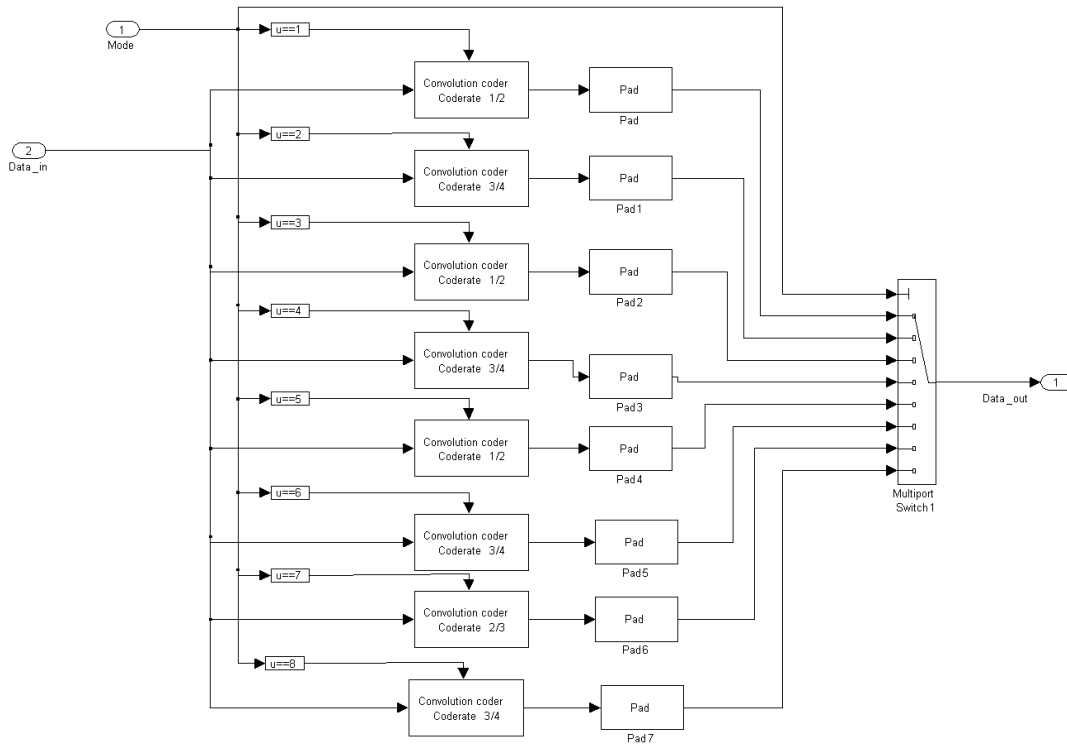 1
Mode
u==1
Convolution coder
Coderate 1/2
Pad
Pad
2
Data_in
u==2
Convolution coder
Coderate 3/4
Pad
Pad1
u==3
Convolution coder
Coderate 1/2
Pad
Pad2
u==4
Convolution coder
Coderate 3/4
Pad
Pad3
1
Data_out
u==5
Convolution coder
Coderate 1/2
Pad
Pad4
Multiport
Switch1
u==6
Convolution coder
Coderate 3/4
Pad
Pad5
u==7
Convolution coder
Coderate 2/3
Pad
Pad6
u==8
Convolution coder
Coderate 3/4
Pad
Pad7